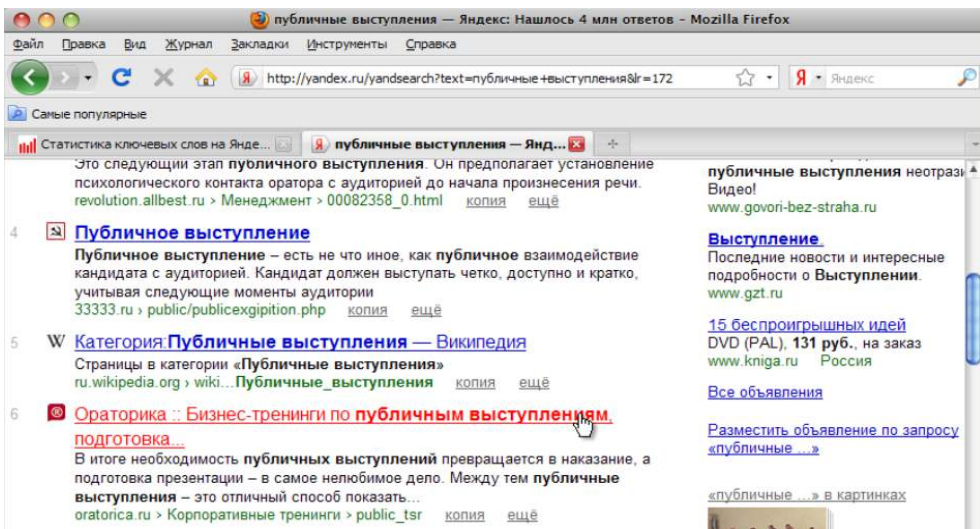 публичные выступления — Яндекс: Нашлось 4 млн ответов – Mozilla Firefox
Файл Правка Вид Журнал Закладки Инструменты Справка
http://yandex.ru/yandsearch?text=публичные+выступления&lr=172
Я Яндекс
Самые популярные
Статистика ключевых слов на Янде...
Я публичные выступления — Янд...
Это следующий этап публичного выступления. Он предполагает установление
психологического контакта оратора с аудиторией до начала произнесения речи.
revolution.allbest.ru › Менеджмент › 00082358_0.html копия ещё
4 Публичное выступление
Публичное выступление – есть не что иное, как публичное взаимодействие
кандидата с аудиторией. Кандидат должен выступать четко, доступно и кратко,
учитывая следующие моменты аудитории
33333.ru › public/publicexgipition.php копия ещё
5 W Категория:Публичные выступления — Википедия
Страницы в категории «Публичные выступления»
ru.wikipedia.org › wiki...Публичные_выступления копия ещё
6 Ораторика :: Бизнес-тренинги по публичным выступлениям,
подготовка...
В итоге необходимость публичных выступлений превращается в наказание, а
подготовка презентации – в самое нелюбимое дело. Между тем публичные
выступления – это отличный способ показать...
oratorica.ru › Корпоративные тренинги › public_tsr копия ещё
публичные выступления неотрази
Видео!
www.govori-bez-straha.ru
Выступление.
Последние новости и интересные
подробности о Выступлении.
www.gzt.ru
15 беспроигрышных идей
DVD (PAL), 131 руб., на заказ
www.kniga.ru Россия
Все объявления
Разместить объявление по запросу
«публичные ...»
«публичные ...» в картинках